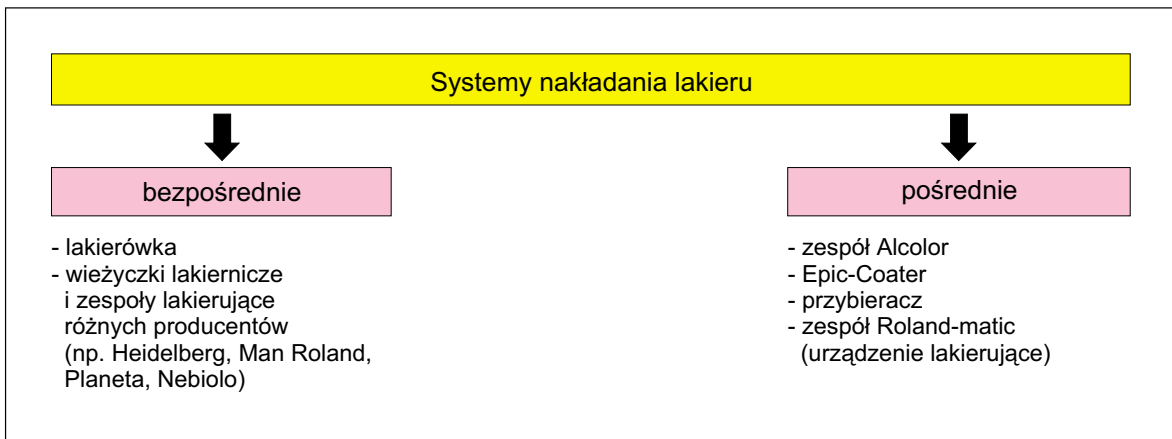 Systemy nakładania lakieru
bezpośrednie
- lakierówka
- wieżyczki lakiernicze
i zespoły lakierujące
różnych producentów
(np. Heidelberg, Man Roland,
Planeta, Nebiolo)
pośrednie
- zespół Alcolor
- Epic-Coater
- przybieracz
- zespół Roland-matic
(urządzenie lakierujące)